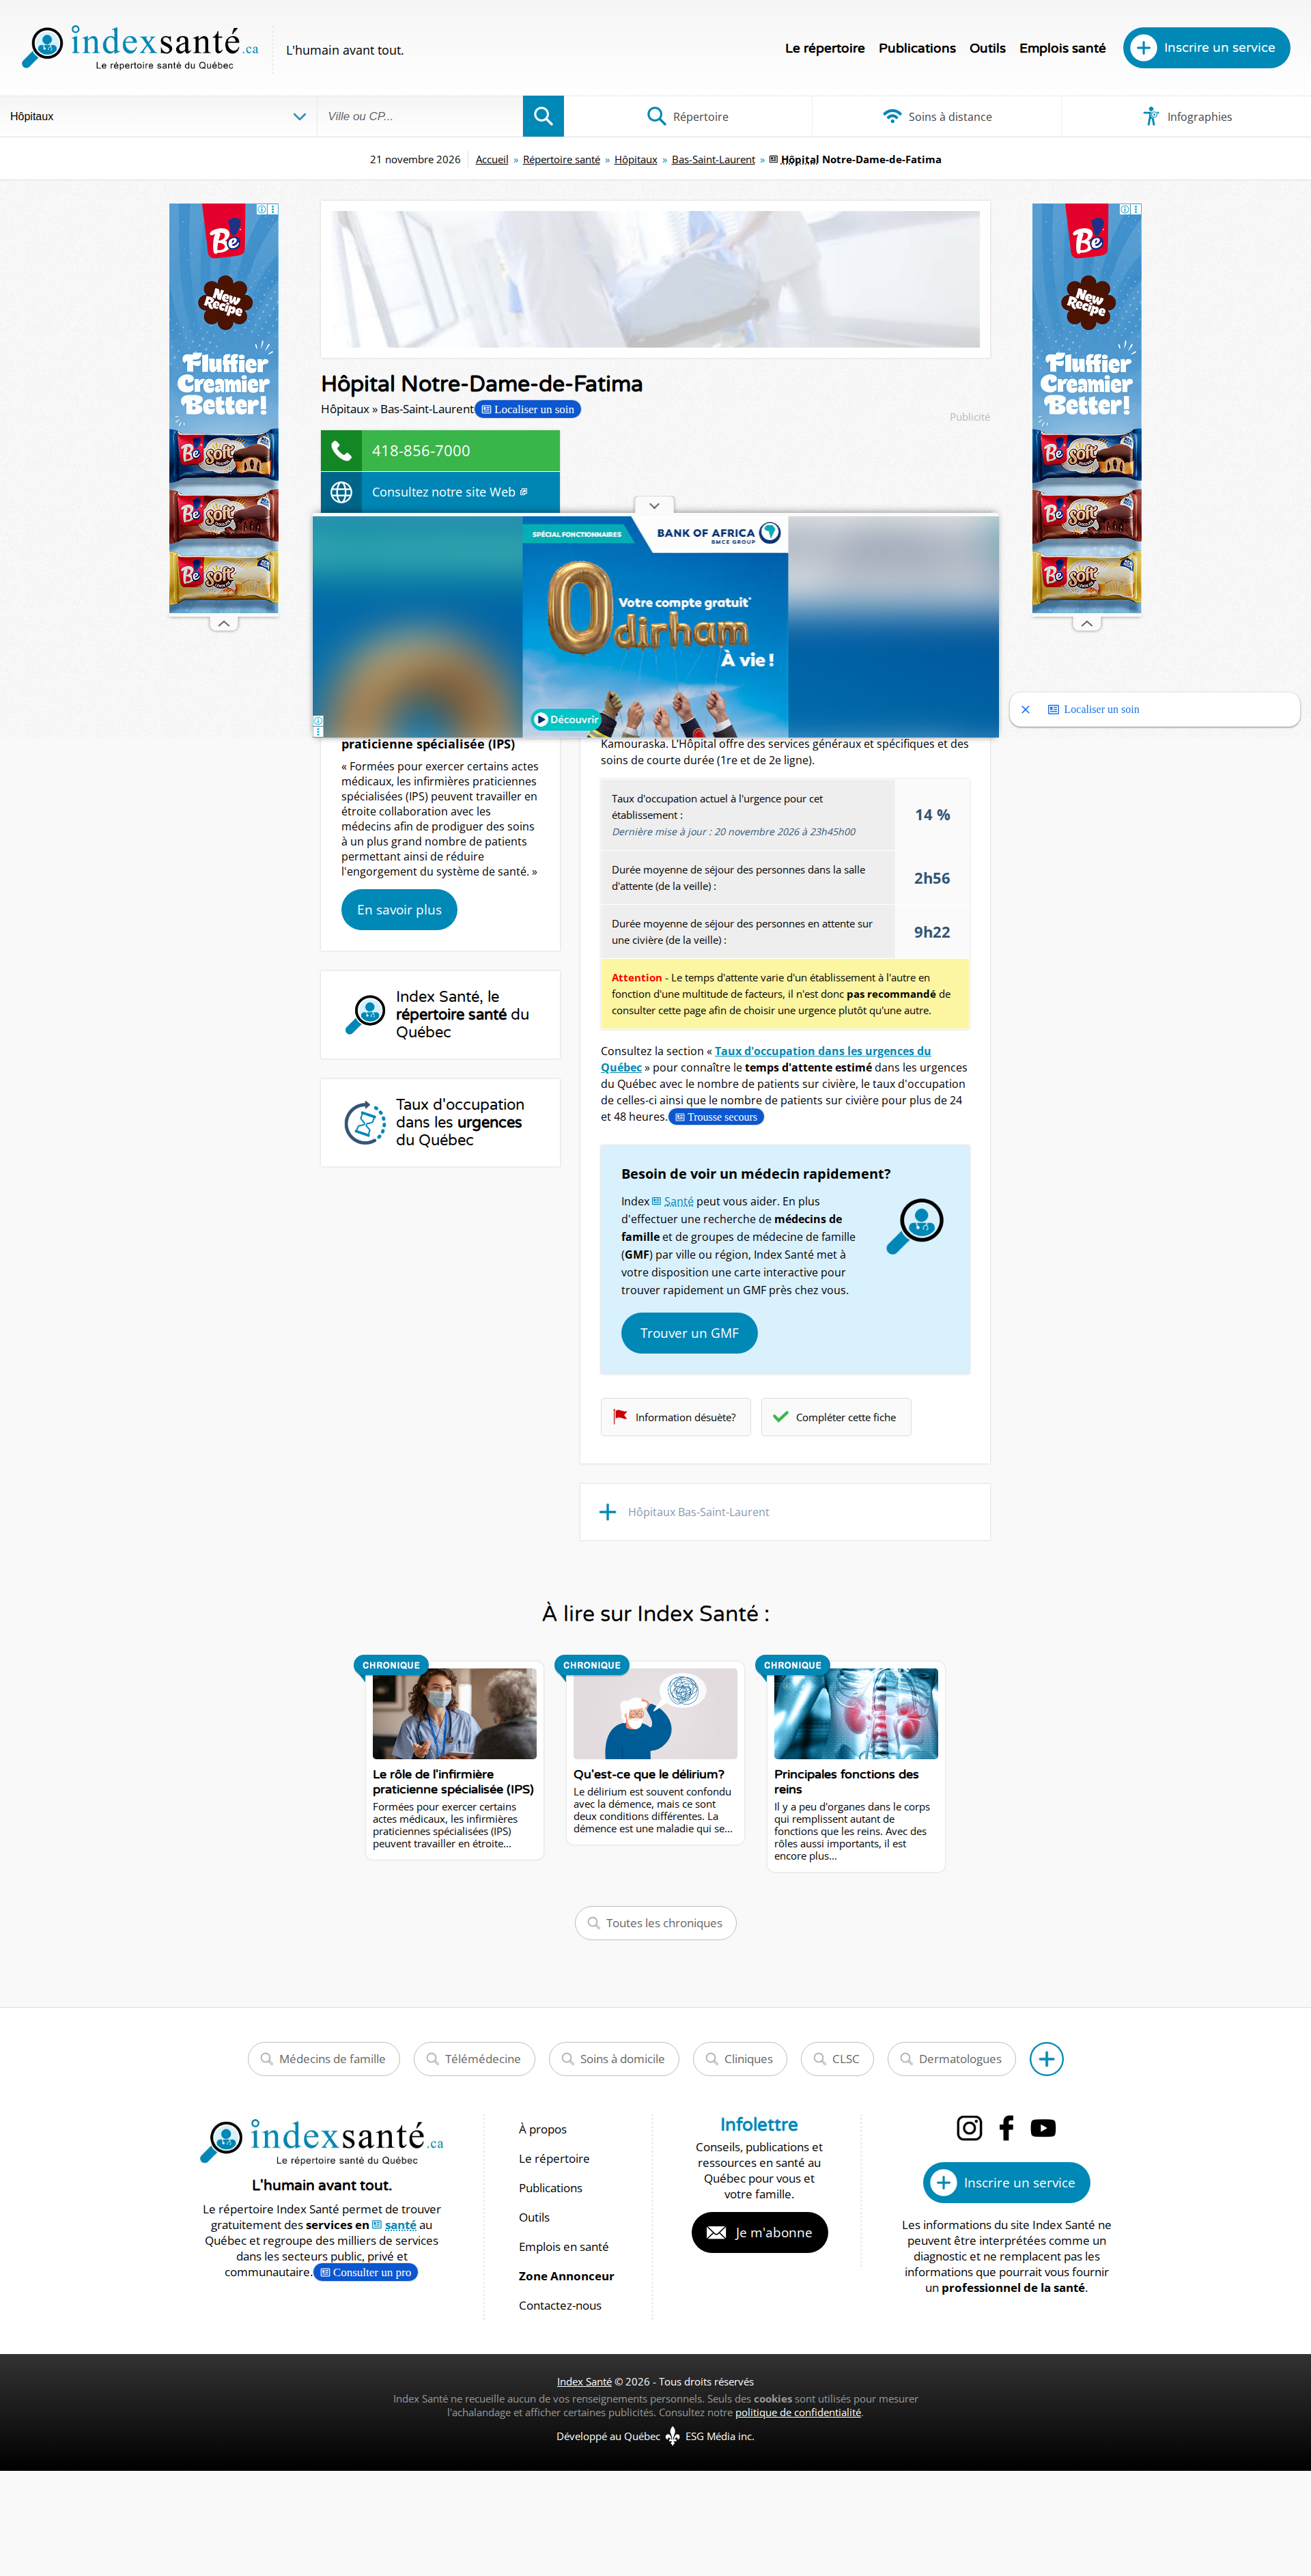 indexsanté.ca
Le répertoire santé du Québec
L'humain avant tout.
Le répertoire
Publications
Outils
Emplois santé
Inscrire un service
Hôpitaux
Ville ou CP...
Répertoire
Soins à distance
Infographies
21 novembre 2026
Accueil » Répertoire santé » Hôpitaux » Bas-Saint-Laurent » Hôpital Notre-Dame-de-Fatima
Be
New Recipe
Fluffier
Creamier
Better!
Be Soft
Be Soft
Be Soft
Be
New Recipe
Fluffier
Creamier
Better!
Be Soft
Be Soft
Be Soft
Hôpital Notre-Dame-de-Fatima
Hôpitaux » Bas-Saint-Laurent Localiser un soin
Publicité
418-856-7000
Consultez notre site Web
SPÉCIAL FONCTIONNAIRES
BANK OF AFRICA
BMCE GROUP
Votre compte gratuit*
0 dirham
À vie !
Découvrir
Localiser un soin
praticienne spécialisée (IPS)
« Formées pour exercer certains actes
médicaux, les infirmières praticiennes
spécialisées (IPS) peuvent travailler en
étroite collaboration avec les
médecins afin de prodiguer des soins
à un plus grand nombre de patients
permettant ainsi de réduire
l'engorgement du système de santé. »
En savoir plus
Index Santé, le
répertoire santé du
Québec
Taux d'occupation
dans les urgences
du Québec
Kamouraska. L'Hôpital offre des services généraux et spécifiques et des
soins de courte durée (1re et de 2e ligne).
Taux d'occupation actuel à l'urgence pour cet
établissement :
Dernière mise à jour : 20 novembre 2026 à 23h45h00
14 %
Durée moyenne de séjour des personnes dans la salle
d'attente (de la veille) :
2h56
Durée moyenne de séjour des personnes en attente sur
une civière (de la veille) :
9h22
Attention - Le temps d'attente varie d'un établissement à l'autre en
fonction d'une multitude de facteurs, il n'est donc pas recommandé de
consulter cette page afin de choisir une urgence plutôt qu'une autre.
Consultez la section « Taux d'occupation dans les urgences du
Québec » pour connaître le temps d'attente estimé dans les urgences
du Québec avec le nombre de patients sur civière, le taux d'occupation
de celles-ci ainsi que le nombre de patients sur civière pour plus de 24
et 48 heures. Trousse secours
Besoin de voir un médecin rapidement?
Index Santé peut vous aider. En plus
d'effectuer une recherche de médecins de
famille et de groupes de médecine de famille
(GMF) par ville ou région, Index Santé met à
votre disposition une carte interactive pour
trouver rapidement un GMF près chez vous.
Trouver un GMF
Information désuète?
Compléter cette fiche
Hôpitaux Bas-Saint-Laurent
À lire sur Index Santé :
CHRONIQUE
Le rôle de l'infirmière
praticienne spécialisée (IPS)
Formées pour exercer certains
actes médicaux, les infirmières
praticiennes spécialisées (IPS)
peuvent travailler en étroite...
CHRONIQUE
Qu'est-ce que le délirium?
Le délirium est souvent confondu
avec la démence, mais ce sont
deux conditions différentes. La
démence est une maladie qui se...
CHRONIQUE
Principales fonctions des
reins
Il y a peu d'organes dans le corps
qui remplissent autant de
fonctions que les reins. Avec des
rôles aussi importants, il est
encore plus...
Toutes les chroniques
Médecins de famille
Télémédecine
Soins à domicile
Cliniques
CLSC
Dermatologues
indexsanté.ca
Le répertoire santé du Québec
L'humain avant tout.
Le répertoire Index Santé permet de trouver
gratuitement des services en santé au
Québec et regroupe des milliers de services
dans les secteurs public, privé et
communautaire. Consulter un pro
À propos
Le répertoire
Publications
Outils
Emplois en santé
Zone Annonceur
Contactez-nous
Infolettre
Conseils, publications et
ressources en santé au
Québec pour vous et
votre famille.
Je m'abonne
Inscrire un service
Les informations du site Index Santé ne
peuvent être interprétées comme un
diagnostic et ne remplacent pas les
informations que pourrait vous fournir
un professionnel de la santé.
Index Santé © 2026 - Tous droits réservés
Index Santé ne recueille aucun de vos renseignements personnels. Seuls des cookies sont utilisés pour mesurer
l'achalandage et afficher certaines publicités. Consultez notre politique de confidentialité.
Développé au Québec ESG Média inc.